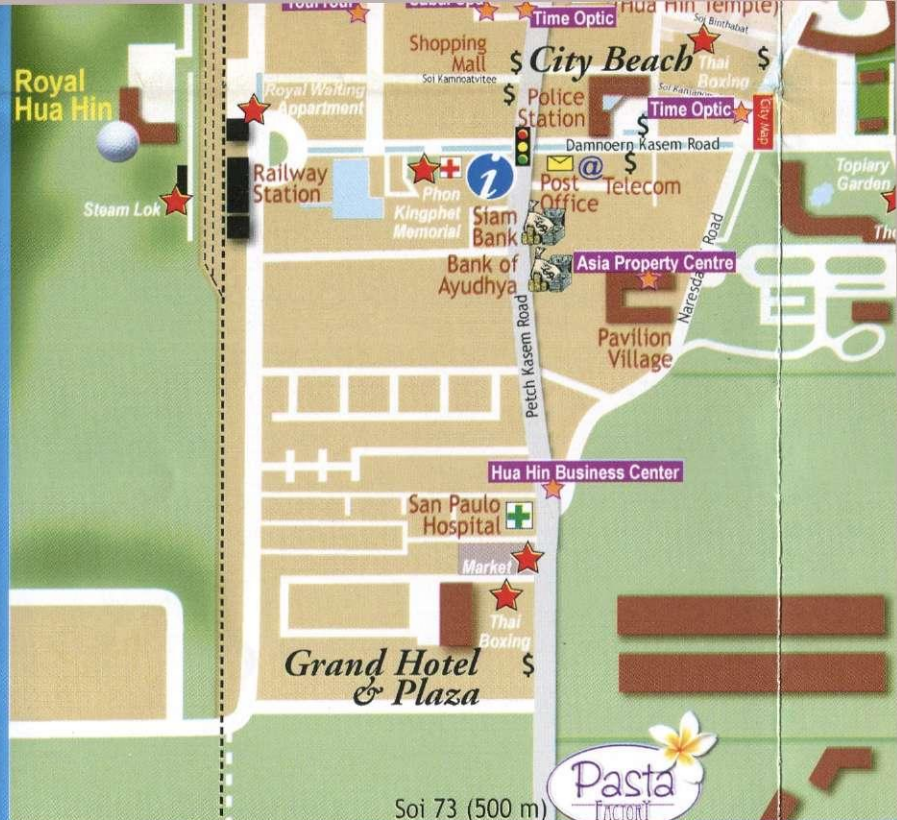 Time Optic
(Hua Hin Temple)
Soi Binthabat
Shopping
Mall
Soi Kamnoatvitee
$
City Beach
Thai
Boxing
$
Royal
Hua Hin
Royal Waiting
Appartment
$
Police
Station
Time Optic
City Map
$
Damnoern Kasem Road
$
Railway
Station
i
@
Post
Office
Telecom
Topiary
Garden
Steam Lok
Phon
Kingphet
Memorial
Siam
Bank
Bank of
Ayudhya
Asia Property Centre
Road
Pavilion
Village
Petch Kasem Road
Hua Hin Business Center
San Paulo
Hospital
Market
Thai
Boxing
Grand Hotel
& Plaza
$
Pasta
FACTORY
Soi 73 (500 m)